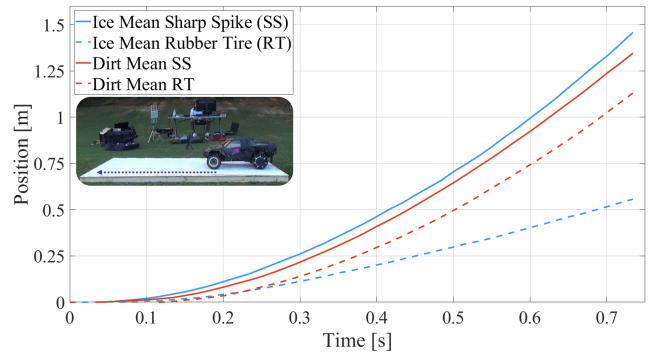 Ice Mean Sharp Spike (SS)
Ice Mean Rubber Tire (RT)
Dirt Mean SS
Dirt Mean RT
Position [m]
1.5
1.25
1
0.75
0.5
0.25
0
0 0.1 0.2 0.3 0.4 0.5 0.6 0.7
Time [s]